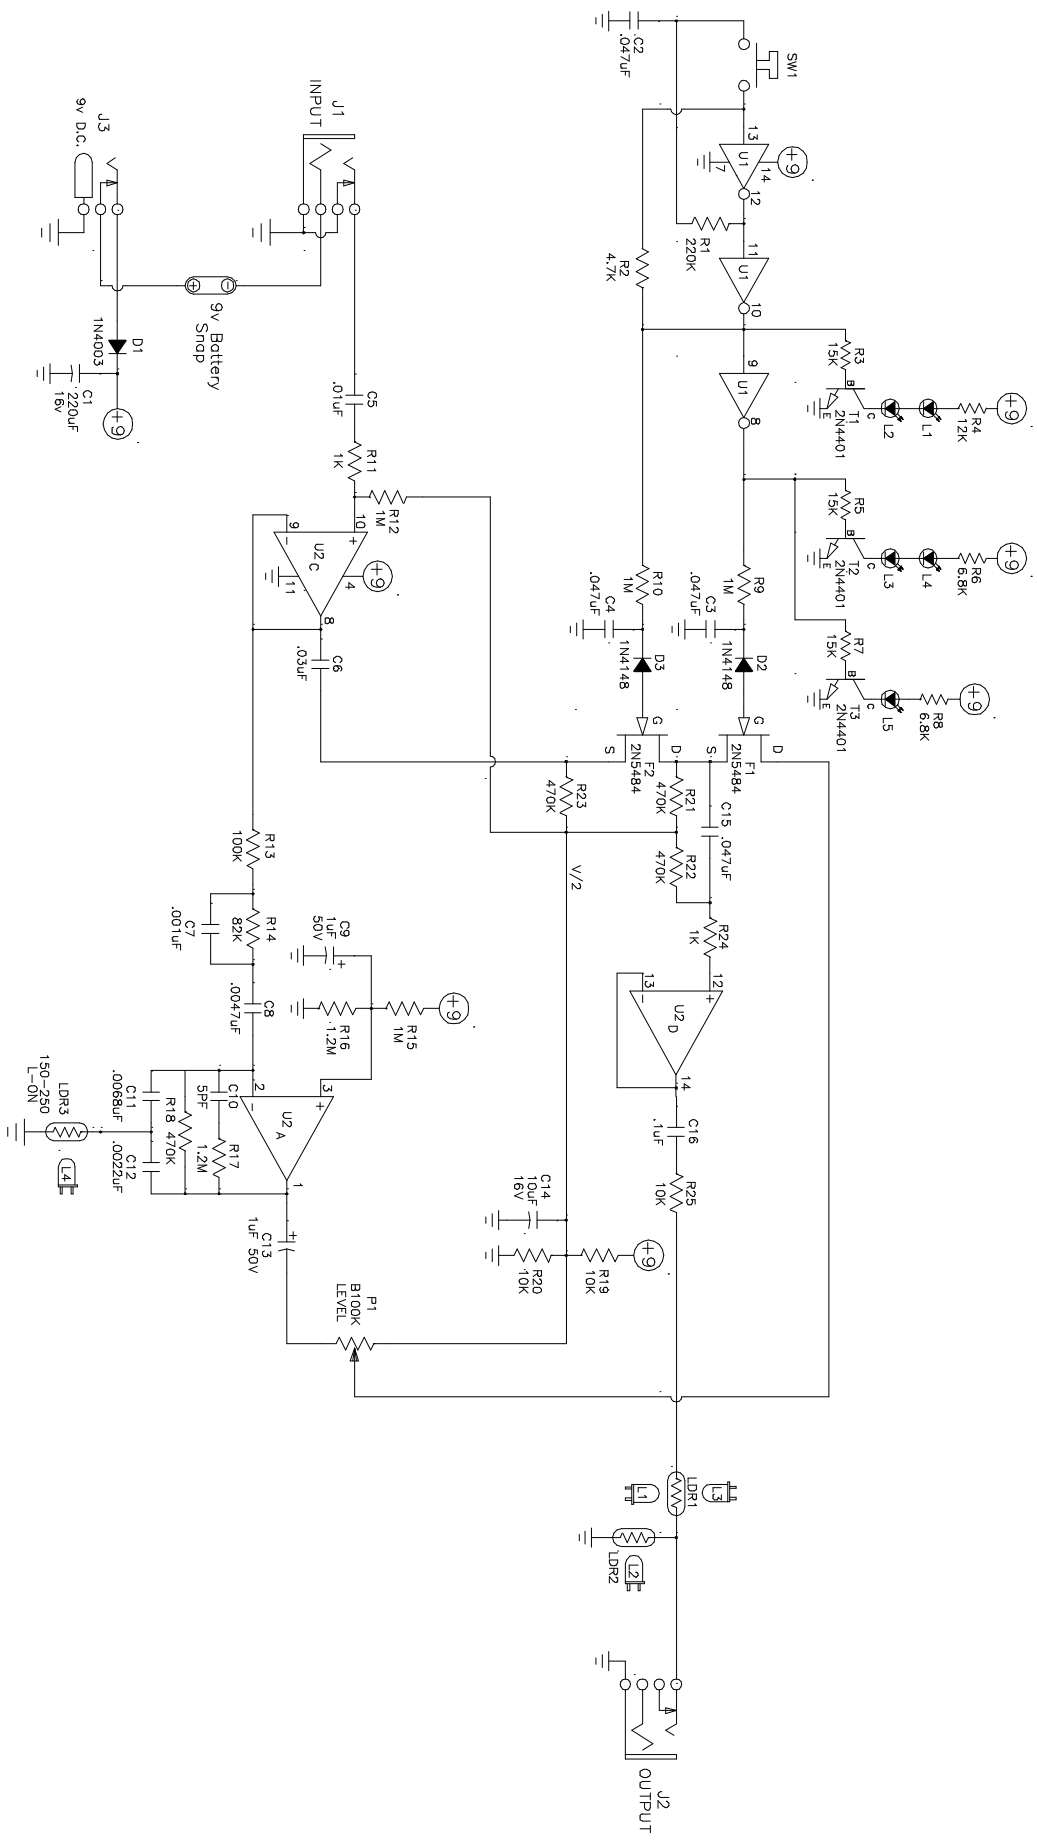 SW1
C2
.047uF
13
U1
7
14
+9
12
R1
220K
11
U1
10
R2
4.7K
9
U1
8
R3
15K
B
C
E
T1
2N4401
L2
L1
R4
12K
+9
R5
15K
B
C
E
T2
2N4401
L3
L4
R6
6.8K
+9
R7
15K
B
C
E
T3
2N4401
L5
R8
6.8K
+9
R9
1M
C3
.047uF
D2
1N4148
G
D
S
F1
2N5484
R10
1M
C4
.047uF
D3
1N4148
G
D
S
F2
2N5484
J1
INPUT
J3
9v D.C.
9v Battery
Snap
D1
1N4003
C1
220uF
16v
+9
C5
.01uF
R11
1K
R12
1M
10
+
9
-
U2
C
4
11
+9
8
C6
.03uF
R23
470K
R21
470K
R22
470K
C15
.047uF
V/2
R24
1K
12
+
13
-
U2
D
14
C16
.1uF
R25
10K
R13
100K
R14
82K
C7
.001uF
C8
.0047uF
C9
1uF
50V
+
R16
1.2M
R15
1M
+9
3
+
2
-
U2
A
1
C10
5PF
R17
1.2M
R18 470K
C11
.0068uF
C12
.0022uF
LDR3
150-250
L-ON
L4
C13
1uF 50V
+
C14
10uF
16V
R20
10K
R19
10K
+9
P1
B100K
LEVEL
L3
LDR1
L1
L2
LDR2
J2
OUTPUT